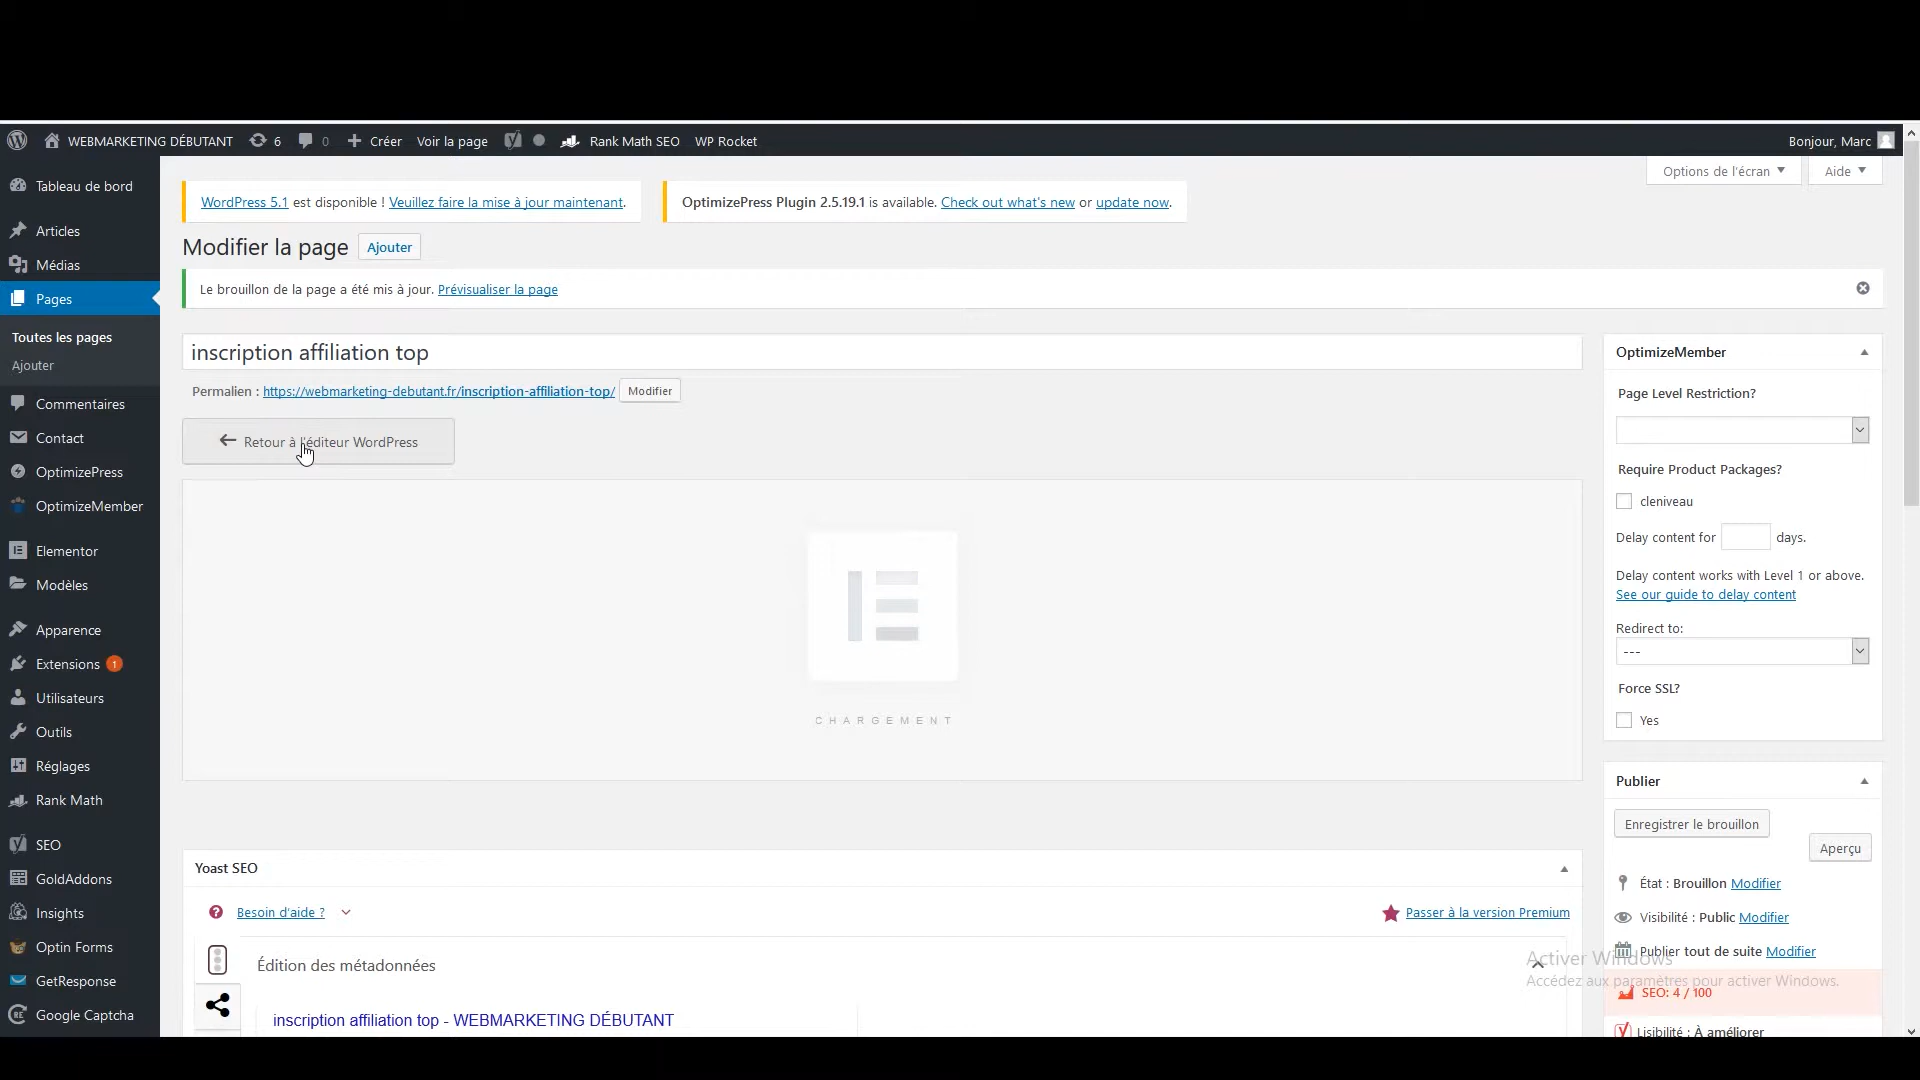 WEBMARKETING DÉBUTANT 6 0 Créer Voir la page Rank Math SEO WP Rocket Bonjour, Marc
Options de l'écran Aide
WordPress 5.1 est disponible ! Veuillez faire la mise à jour maintenant.
OptimizePress Plugin 2.5.19.1 is available. Check out what's new or update now.
Modifier la page Ajouter
Le brouillon de la page a été mis à jour. Prévisualiser la page
inscription affiliation top
Permalien : https://webmarketing-debutant.fr/inscription-affiliation-top/ Modifier
Retour à l'éditeur WordPress
CHARGEMENT
Tableau de bord
Articles
Médias
Pages
Toutes les pages
Ajouter
Commentaires
Contact
OptimizePress
OptimizeMember
Elementor
Modèles
Apparence
Extensions 1
Utilisateurs
Outils
Réglages
Rank Math
SEO
GoldAddons
Insights
Optin Forms
GetResponse
Google Captcha
Yoast SEO
Besoin d'aide ?
Passer à la version Premium
Édition des métadonnées
inscription affiliation top - WEBMARKETING DÉBUTANT
OptimizeMember
Page Level Restriction?
Require Product Packages?
cleniveau
Delay content for days.
Delay content works with Level 1 or above.
See our guide to delay content
Redirect to:
---
Force SSL?
Yes
Publier
Enregistrer le brouillon
Aperçu
État : Brouillon Modifier
Visibilité : Public Modifier
Publier tout de suite Modifier
Activer Windows
Accédez aux paramètres pour activer Windows.
SEO: 4 / 100
Lisibilité : À améliorer